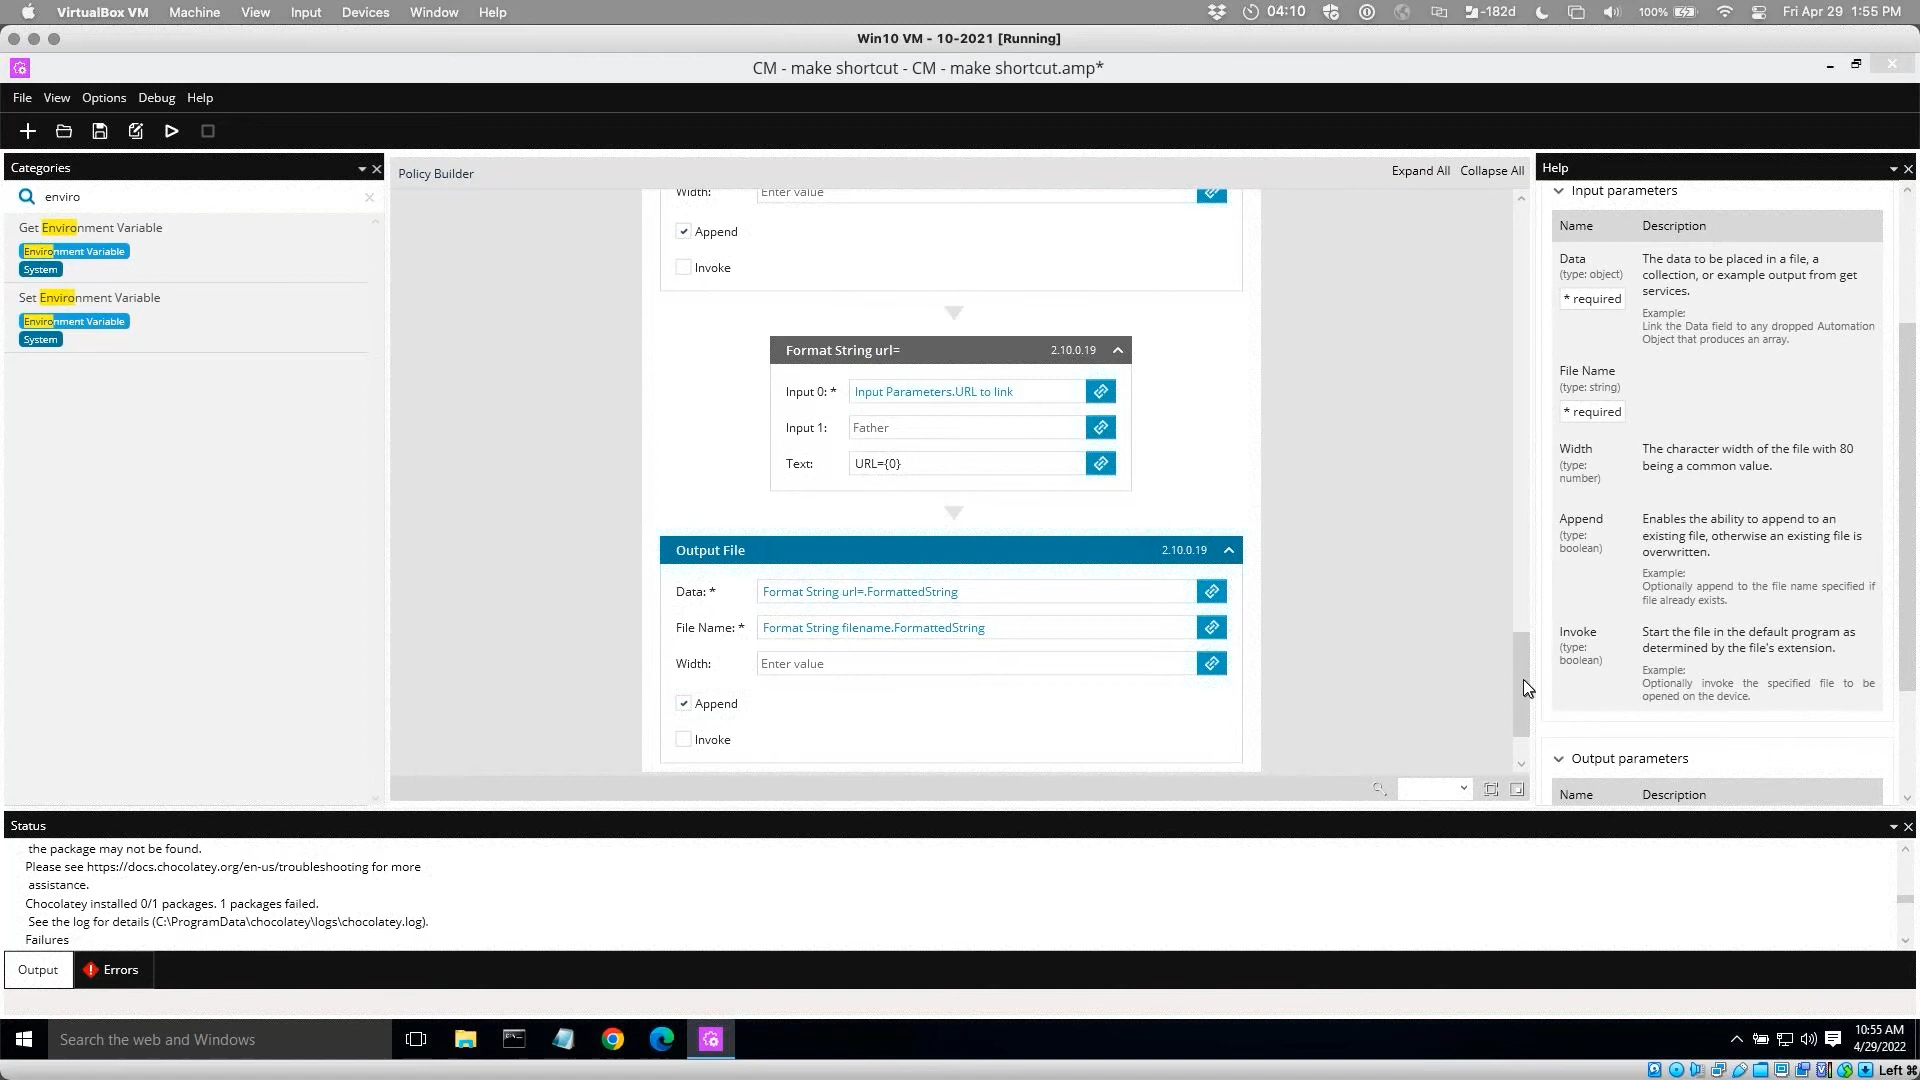 VirtualBox VM Machine View Input Devices Window Help 04:10 -182d 100% Fri Apr 29 1:55 PM
Win10 VM - 10-2021 [Running]
CM - make shortcut - CM - make shortcut.amp*
File View Options Debug Help
Categories
enviro
Get Environment Variable
Environment Variable
System
Set Environment Variable
Environment Variable
System
Policy Builder
Expand All Collapse All
Width: Enter value
Append
Invoke
Format String url= 2.10.0.19
Input 0: * Input Parameters.URL to link
Input 1: Father
Text: URL={0}
Output File 2.10.0.19
Data: * Format String url=.FormattedString
File Name: * Format String filename.FormattedString
Width: Enter value
Append
Invoke
Help
Input parameters
Name Description
Data
(type: object)
* required
The data to be placed in a file, a
collection, or example output from get
services.
Example:
Link the Data field to any dropped Automation
Object that produces an array.
File Name
(type: string)
* required
Width
(type:
number)
The character width of the file with 80
being a common value.
Append
(type:
boolean)
Enables the ability to append to an
existing file, otherwise an existing file is
overwritten.
Example:
Optionally append to the file name specified if
file already exists.
Invoke
(type:
boolean)
Start the file in the default program as
determined by the file's extension.
Example:
Optionally invoke the specified file to be
opened on the device.
Output parameters
Name Description
Status
the package may not be found.
Please see https://docs.chocolatey.org/en-us/troubleshooting for more
assistance.
Chocolatey installed 0/1 packages. 1 packages failed.
See the log for details (C:\ProgramData\chocolatey\logs\chocolatey.log).
Failures
Output Errors
Search the web and Windows
10:55 AM
4/29/2022
Left ⌘